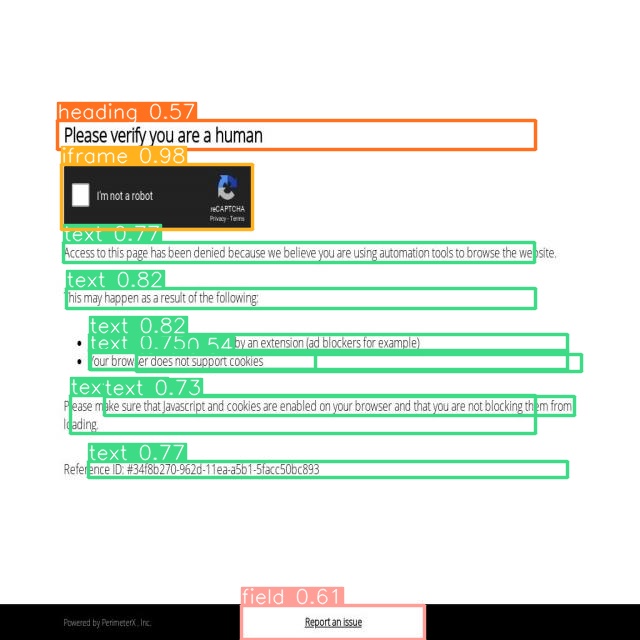 heading 0.57
Please verify you are a human
iframe 0.98
I'm not a robot
reCAPTCHA
Privacy - Terms
text 0.77
Access to this page has been denied because we believe you are using automation tools to browse the website.
text 0.82
This may happen as a result of the following:
text 0.82
text 0.75 0.54 by an extension (ad blockers for example)
Your browser does not support cookies
text 0.73
Please make sure that Javascript and cookies are enabled on your browser and that you are not blocking them from
loading.
text 0.77
Reference ID: #34f8b270-962d-11ea-a5b1-5facc50bc893
field 0.61
Powered by PerimeterX , Inc.
Report an issue